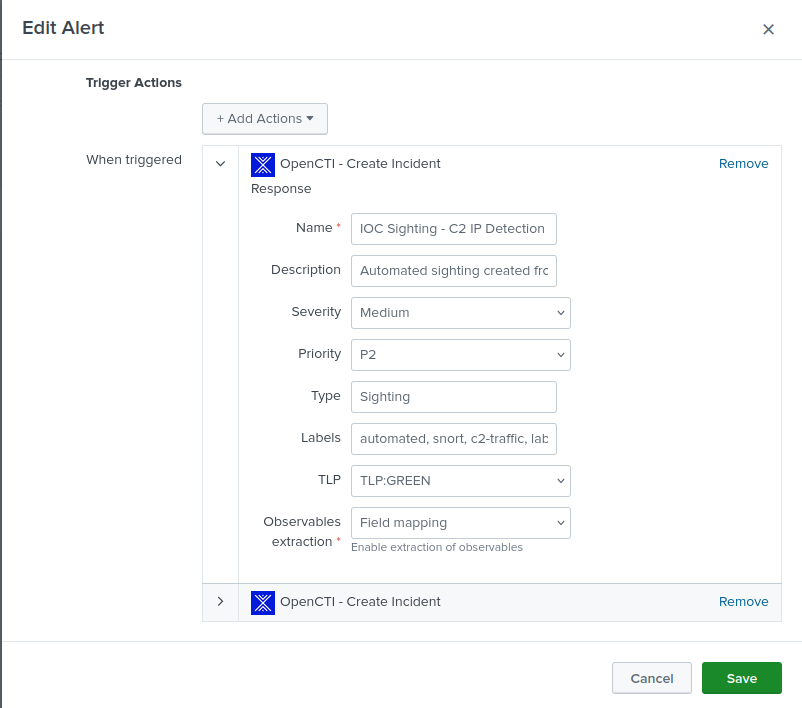 Edit Alert
Trigger Actions
+ Add Actions
When triggered
OpenCTI - Create Incident
Remove
Response
Name *
IOC Sighting - C2 IP Detection
Description
Automated sighting created frc
Severity
Medium
Priority
P2
Type
Sighting
Labels
automated, snort, c2-traffic, lab
TLP
TLP:GREEN
Observables
extraction *
Field mapping
Enable extraction of observables
OpenCTI - Create Incident
Remove
Cancel
Save